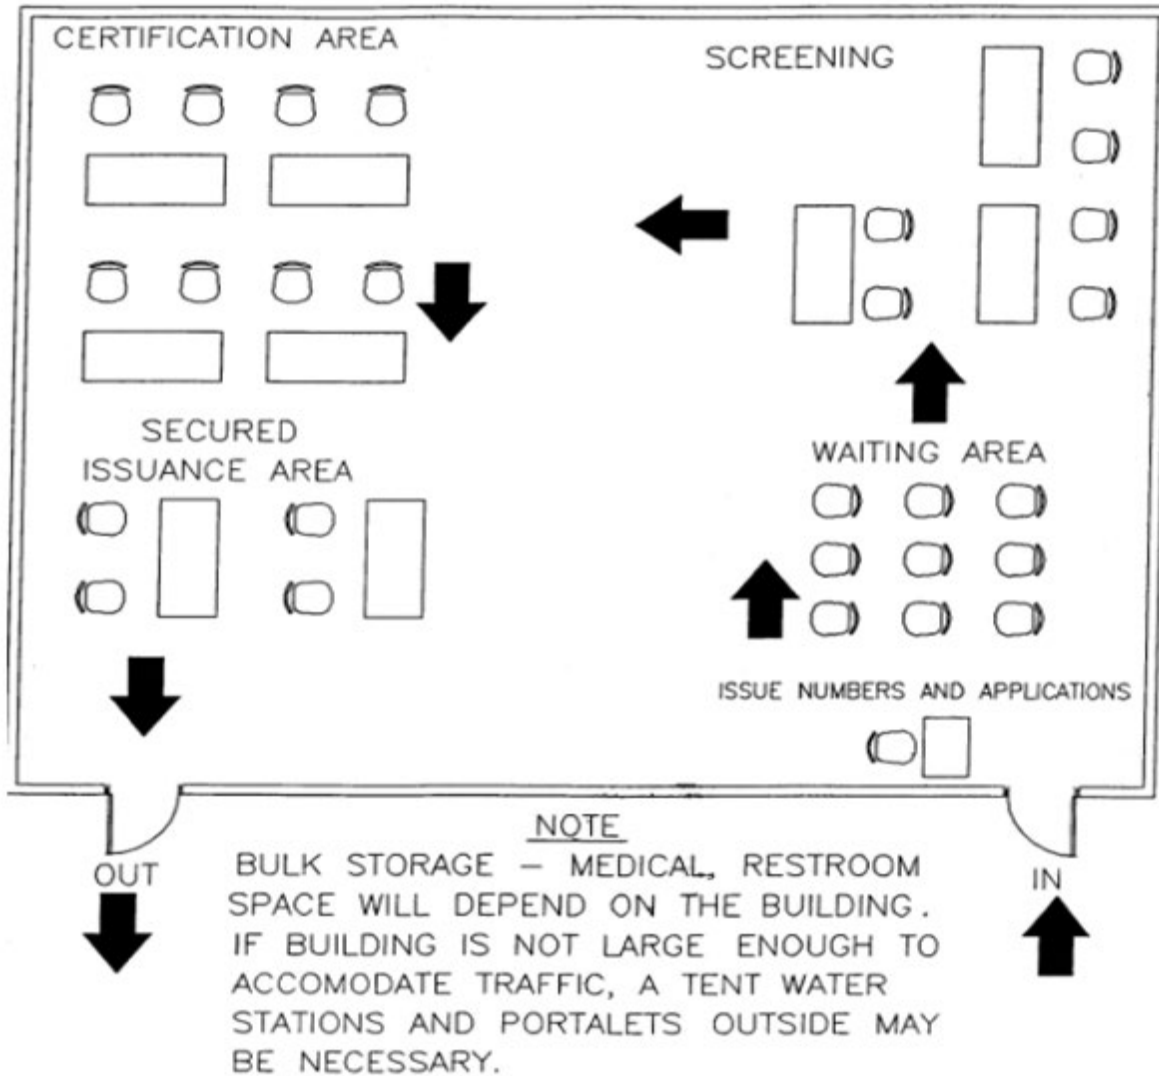 CERTIFICATION AREA
SCREENING
SECURED
ISSUANCE AREA
WAITING AREA
ISSUE NUMBERS AND APPLICATIONS
OUT
IN
NOTE
BULK STORAGE – MEDICAL, RESTROOM
SPACE WILL DEPEND ON THE BUILDING.
IF BUILDING IS NOT LARGE ENOUGH TO
ACCOMODATE TRAFFIC, A TENT WATER
STATIONS AND PORTALETS OUTSIDE MAY
BE NECESSARY.